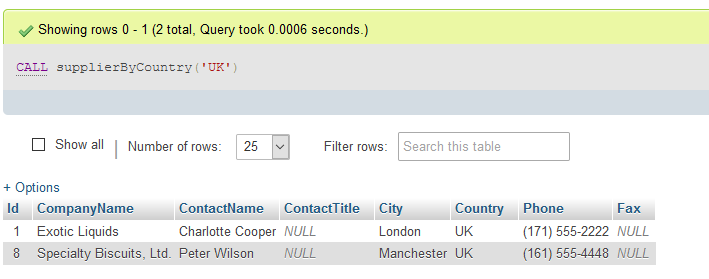 Showing rows 0 - 1 (2 total, Query took 0.0006 seconds.)
CALL supplierByCountry('UK')
Show all Number of rows: 25 Filter rows: Search this table
+ Options
Id CompanyName ContactName ContactTitle City Country Phone Fax
1 Exotic Liquids Charlotte Cooper NULL London UK (171) 555-2222 NULL
8 Specialty Biscuits, Ltd. Peter Wilson NULL Manchester UK (161) 555-4448 NULL